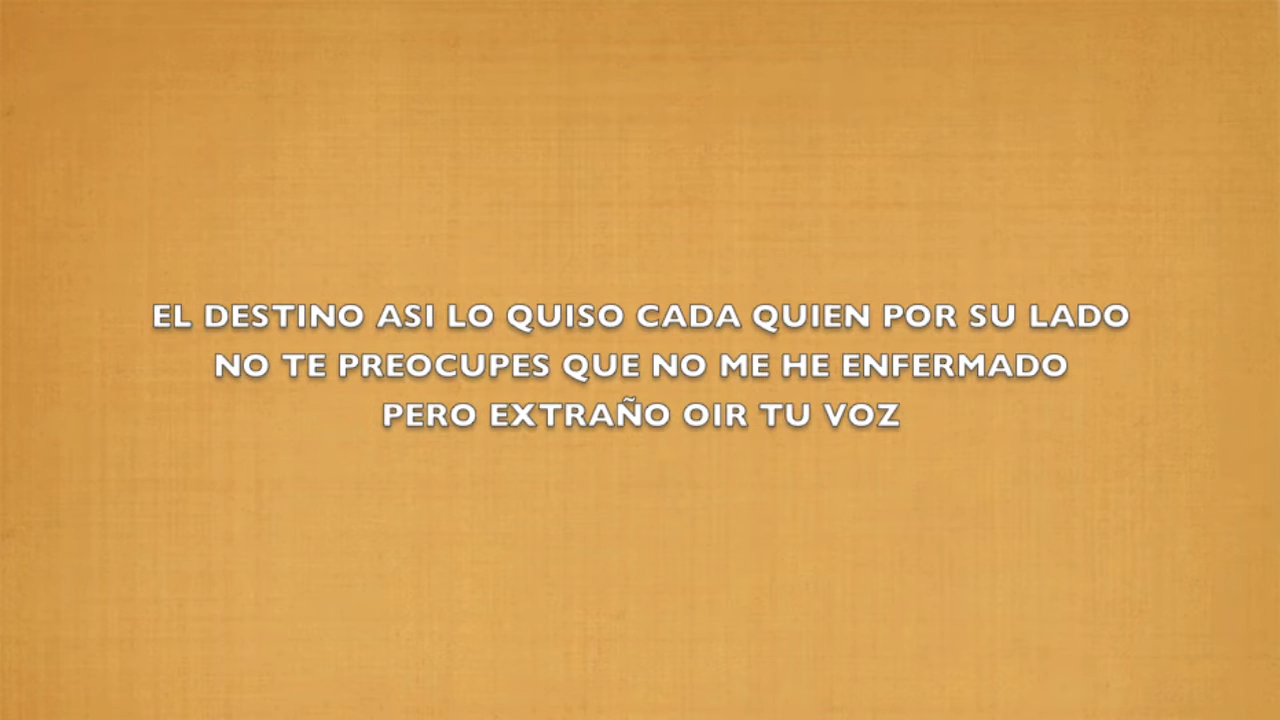 EL DESTINO ASI LO QUISO CADA QUIEN POR SU LADO
NO TE PREOCUPES QUE NO ME HE ENFERMADO
PERO EXTRAÑO OIR TU VOZ